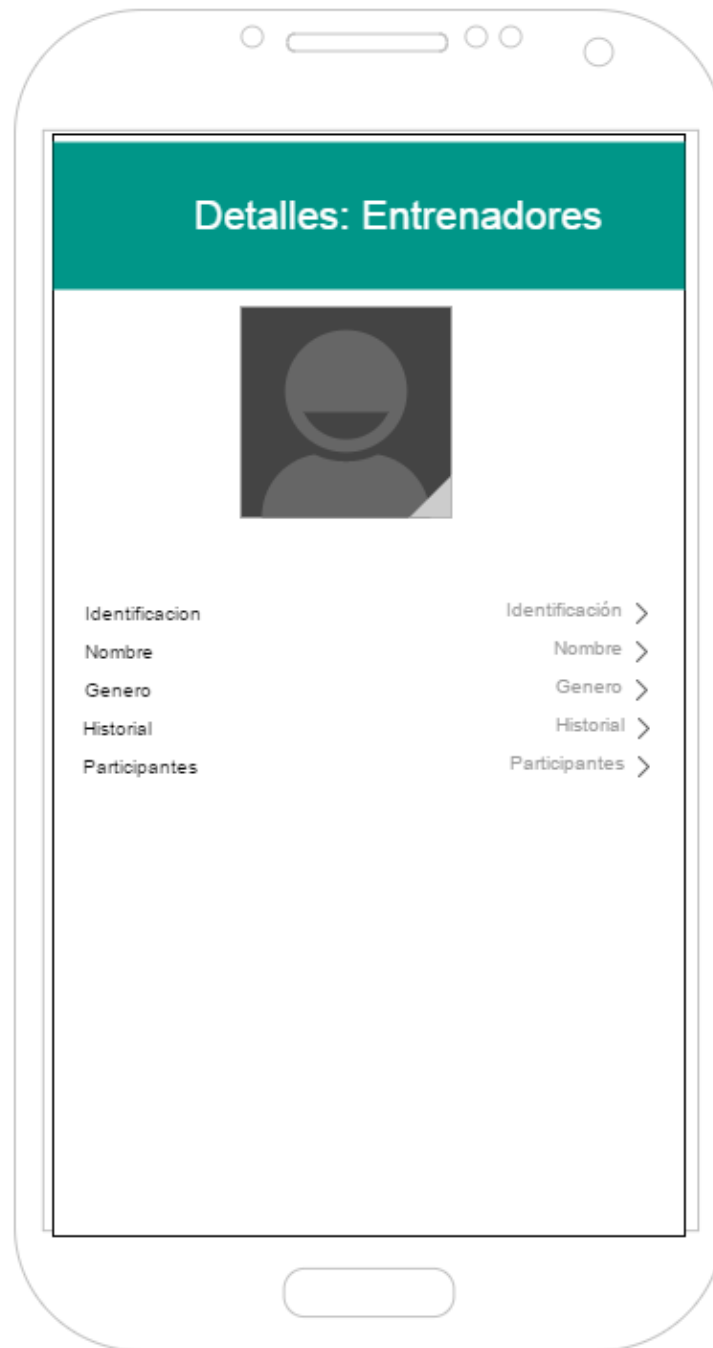 Detalles: Entrenadores
Identificacion Identificación
Nombre Nombre
Genero Genero
Historial Historial
Participantes Participantes